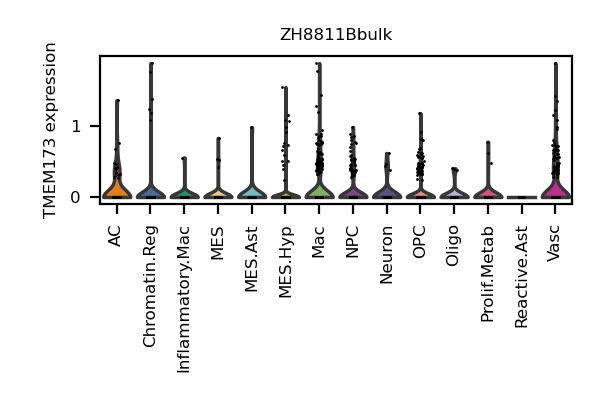 ZH8811Bbulk
TMEM173 expression
1
0
AC
Chromatin.Reg
Inflammatory.Mac
MES
MES.Ast
MES.Hyp
Mac
NPC
Neuron
OPC
Oligo
Prolif.Metab
Reactive.Ast
Vasc